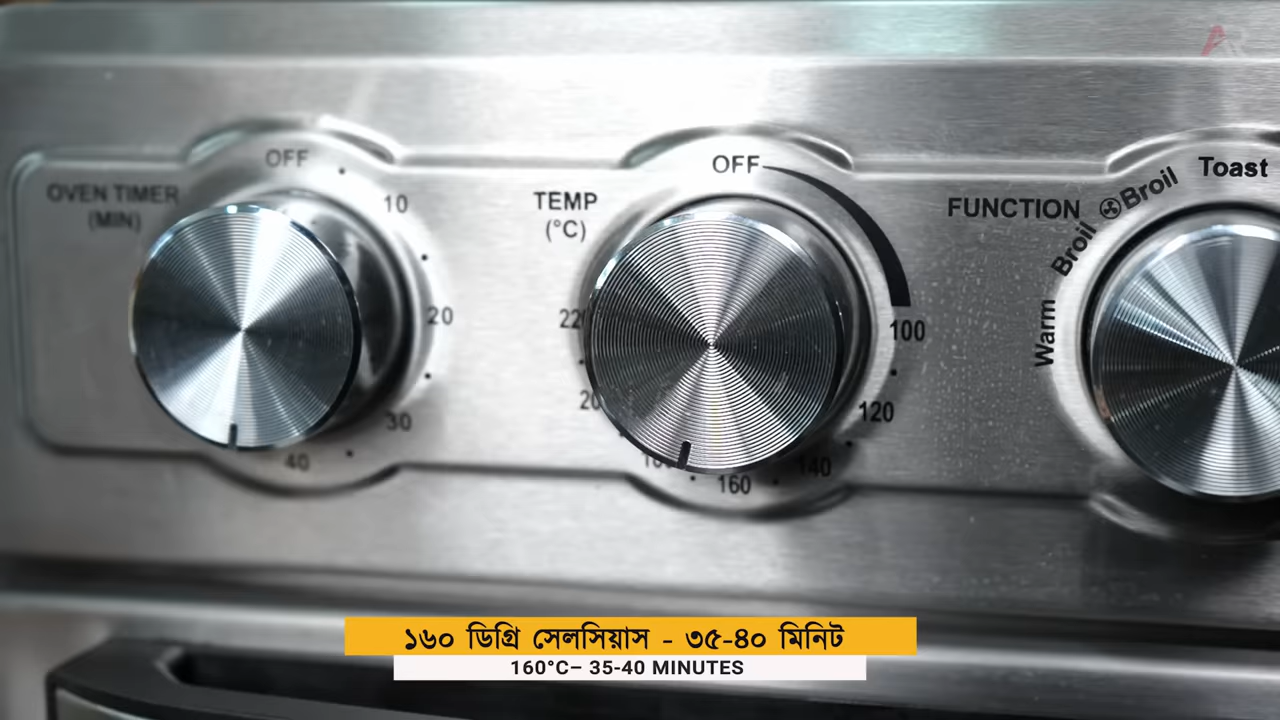 OFF
OVEN TIMER
(MIN)
10
20
30
40
OFF
TEMP
(°C)
100
120
140
160
FUNCTION
Warm
Broil
Broil
Toast
১৬০ ডিগ্রি সেলসিয়াস - ৩৫-৪০ মিনিট
160°C– 35-40 MINUTES